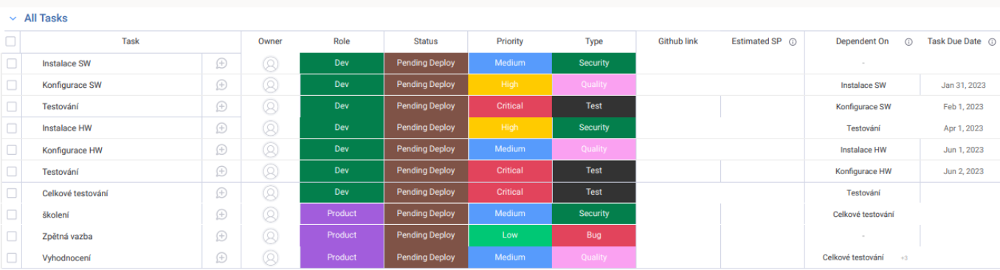 All Tasks
Task Owner Role Status Priority Type Github link Estimated SP Dependent On Task Due Date
Instalace SW Dev Pending Deploy Medium Security -
Konfigurace SW Dev Pending Deploy High Quality Instalace SW Jan 31, 2023
Testování Dev Pending Deploy Critical Test Konfigurace SW Feb 1, 2023
Instalace HW Dev Pending Deploy High Security Testování Apr 1, 2023
Konfigurace HW Dev Pending Deploy Medium Quality Instalace HW Jun 1, 2023
Testování Dev Pending Deploy Critical Test Konfigurace HW Jun 2, 2023
Celkové testování Dev Pending Deploy Critical Test Testování
školení Product Pending Deploy Medium Security Celkové testování
Zpětná vazba Product Pending Deploy Low Bug -
Vyhodnocení Product Pending Deploy Medium Quality Celkové testování